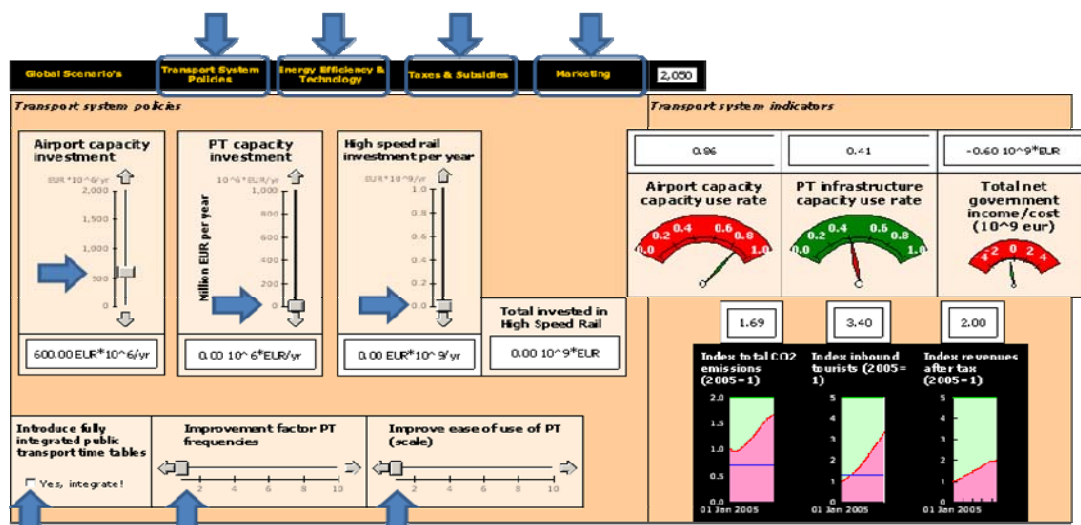 Global Scenario's
Transport System
Policies
Energy Efficiency &
Technology
Taxes & Subsidies
Marketing
2,050
Transport system policies
Airport capacity
investment
EUR*10^6/yr
2,000
1,500
1,000
500
0
600.00 EUR*10^6/yr
PT capacity
investment
10^6*EUR/yr
Million EUR per year
1,000
800
600
400
200
0
0.00 10^6*EUR/yr
High speed rail
investment per year
EUR*10^9/yr
1.0
0.8
0.6
0.4
0.2
0.0
0.00 EUR*10^9/yr
Total invested in
High Speed Rail
0.00 10^9*EUR
Introduce fully
integrated public
transport time tables
Yes, integrate!
Improvement factor PT
frequencies
2 4 6 8 10
Improve ease of use of PT
(scale)
2 4 6 8 10
Transport system indicators
0.96
Airport capacity
capacity use rate
0.0 0.2 0.4 0.6 0.8 1.0
0.41
PT infrastructure
capacity use rate
0.0 0.2 0.4 0.6 0.8 1.0
-0.60 10^9*EUR
Total net
government
income/cost
(10^9 eur)
-4 -2 0 2 4
1.69
Index total CO2
emissions
(2005=1)
2.0
1.5
1.0
0.5
0.0
01 Jan 2005
3.40
Index inbound
tourists (2005=
1)
5
4
3
2
1
0
01 Jan 2005
2.00
Index revenues
after tax
(2005=1)
5
4
3
2
1
0
01 Jan 2005